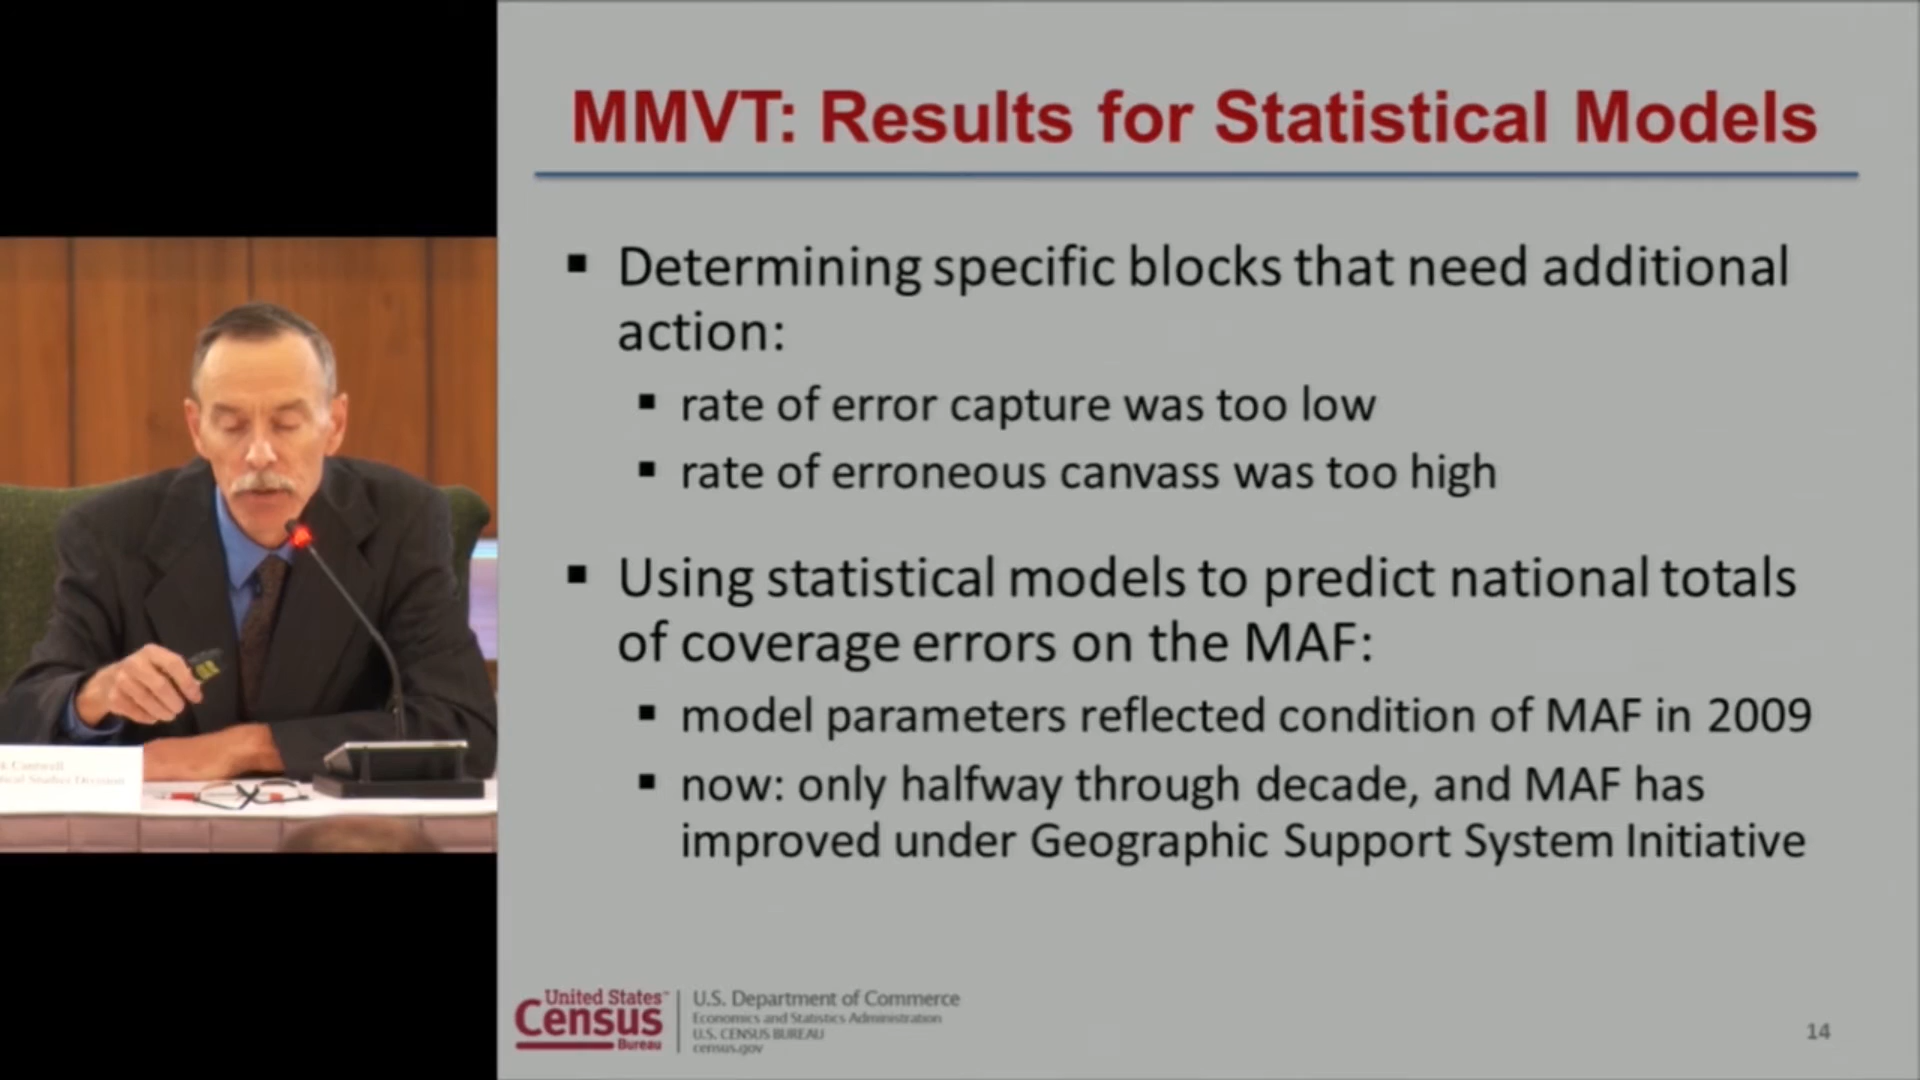 MMVT: Results for Statistical Models
▪ Determining specific blocks that need additional
action:
▪ rate of error capture was too low
▪ rate of erroneous canvass was too high
▪ Using statistical models to predict national totals
of coverage errors on the MAF:
▪ model parameters reflected condition of MAF in 2009
▪ now: only halfway through decade, and MAF has
improved under Geographic Support System Initiative
United States™
Census
Bureau
U.S. Department of Commerce
Economics and Statistics Administration
U.S. CENSUS BUREAU
census.gov
14
Cantwell
Studies Division